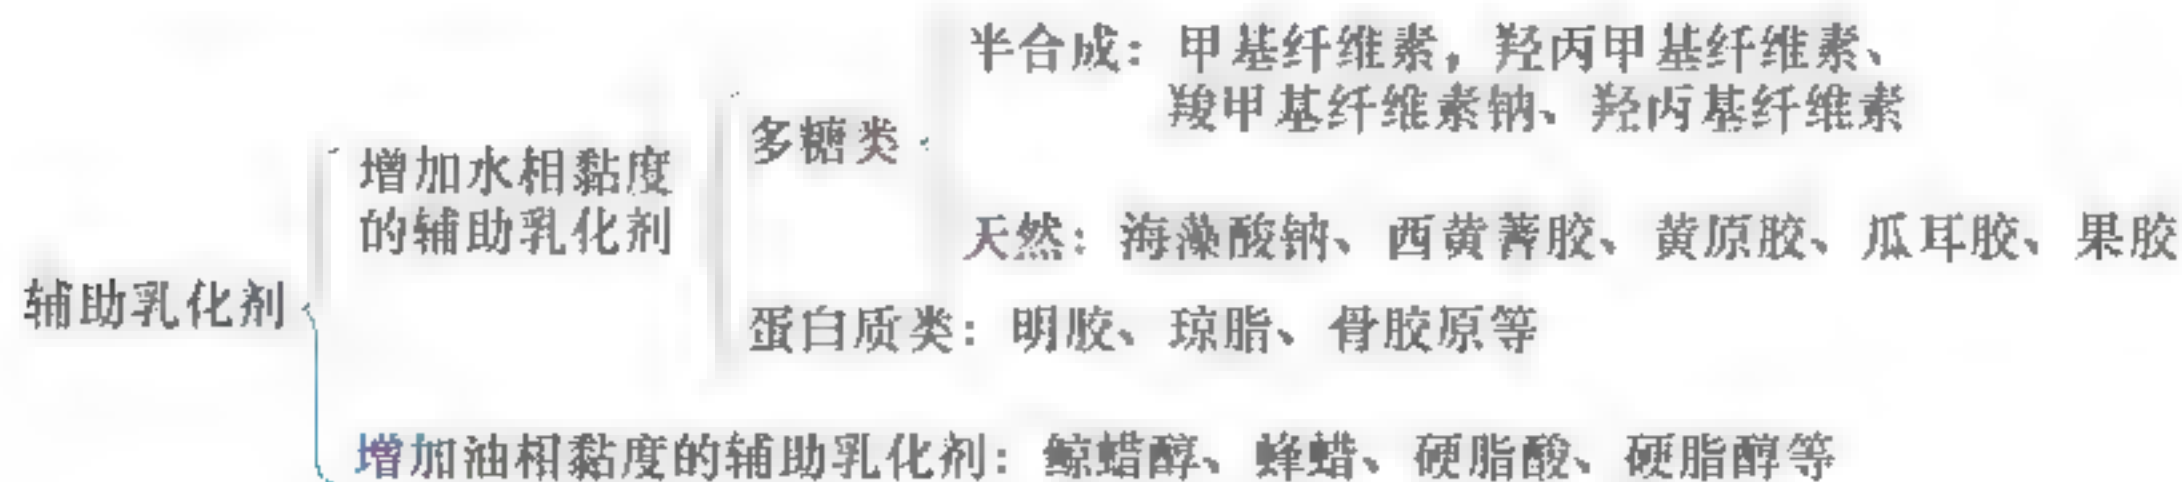 半合成：甲基纤维素，羟丙甲基纤维素、
羧甲基纤维素钠、羟丙基纤维素
多糖类
增加水相黏度
的辅助乳化剂
天然：海藻酸钠、西黄蓍胶、黄原胶、瓜耳胶、果胶
辅助乳化剂
蛋白质类：明胶、琼脂、骨胶原等
增加油相黏度的辅助乳化剂：鲸蜡醇、蜂蜡、硬脂酸、硬脂醇等